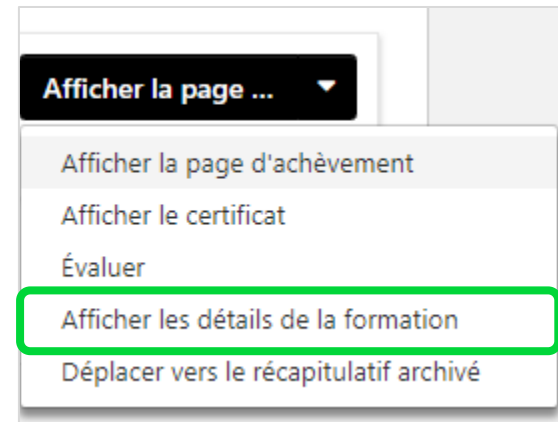 Afficher la page ...
Afficher la page d'achèvement
Afficher le certificat
Évaluer
Afficher les détails de la formation
Déplacer vers le récapitulatif archivé